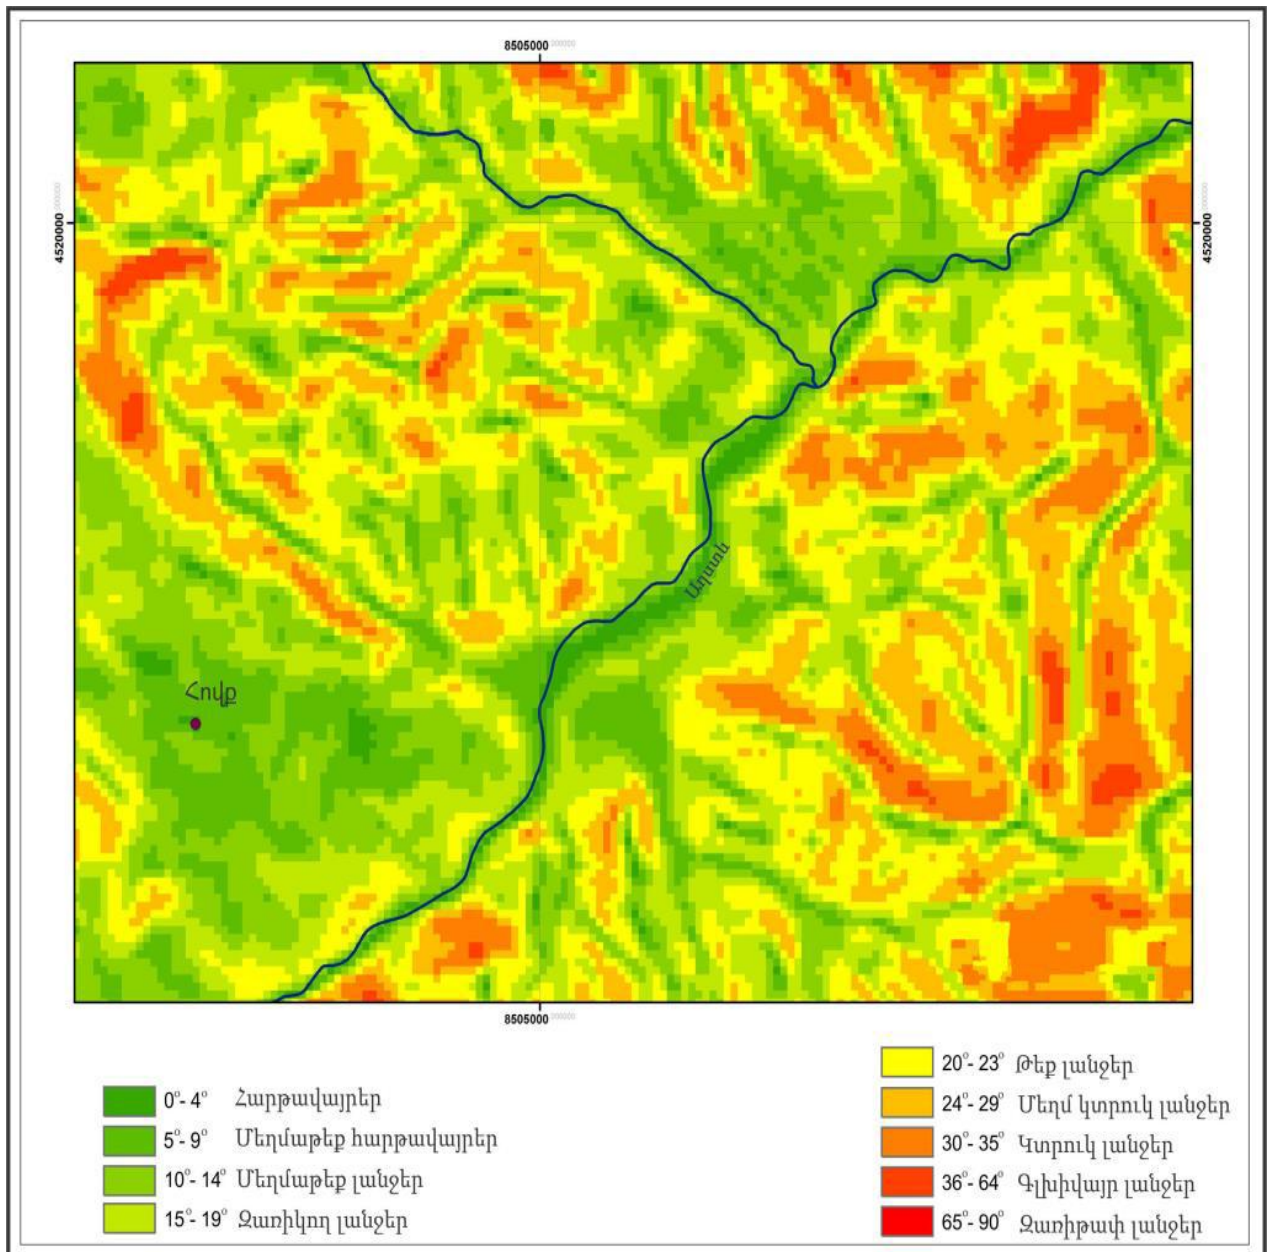 8505000
4520000
4520000
Հովք
Աղստև
8505000
0°- 4° Հարթավայրեր
5°- 9° Մեղմաթեք հարթավայրեր
10°- 14° Մեղմաթեք լանջեր
15°- 19° Զառիկող լանջեր
20°- 23° Թեք լանջեր
24°- 29° Մեղմ կտրուկ լանջեր
30°- 35° Կտրուկ լանջեր
36°- 64° Գլխիվայր լանջեր
65°- 90° Զառիթափ լանջեր